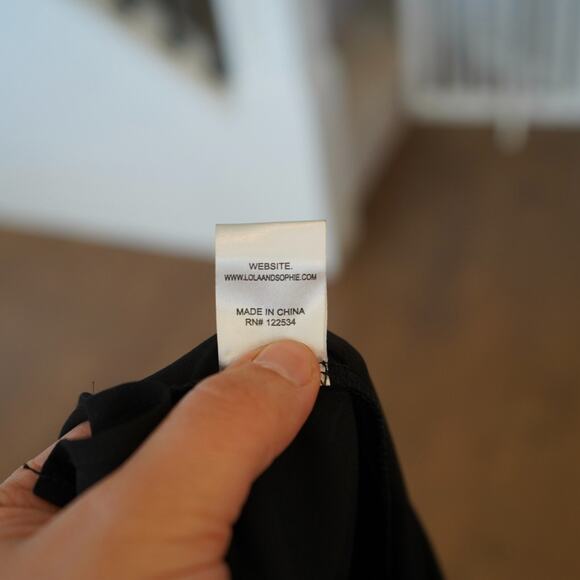 WEBSITE.
WWW.LOLAANDSOPHIE.COM
MADE IN CHINA
RN# 122534